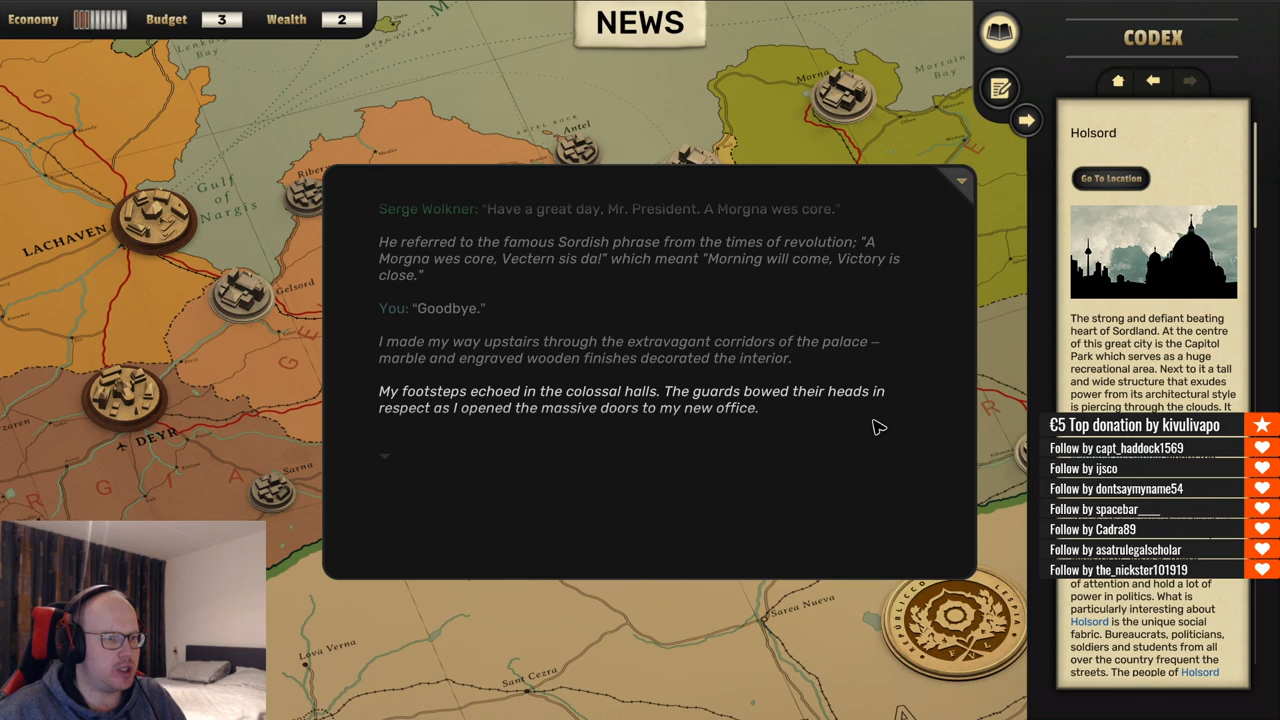 Economy Budget 3 Wealth 2
NEWS
CODEX
Holsord
Go To Location
The strong and defiant beating
heart of Sordland. At the centre
of this great city is the Capitol
Park which serves as a huge
recreational area. Next to it a tall
and wide structure that exudes
power from its architectural style
is piercing through the clouds. It
€5 Top donation by kivulivapo
Follow by capt_haddock1569
Follow by ijsco
Follow by dontsaymyname54
Follow by spacebar____
Follow by Cadra89
Follow by asatrulegalscholar
Follow by the_nickster101919
of attention and hold a lot of
power in politics. What is
particularly interesting about
Holsord is the unique social
fabric. Bureaucrats, politicians,
soldiers and students from all
over the country frequent the
streets. The people of Holsord
Serge Wolkner: “Have a great day, Mr. President. A Morgna wes core.”
He referred to the famous Sordish phrase from the times of revolution; "A
Morgna wes core, Vectern sis da!" which meant "Morning will come, Victory is
close."
You: “Goodbye.”
I made my way upstairs through the extravagant corridors of the palace –
marble and engraved wooden finishes decorated the interior.
My footsteps echoed in the colossal halls. The guards bowed their heads in
respect as I opened the massive doors to my new office.
Gulf
of
Nargis
LACHAVEN
Gelsord
DEYR
Sarna
Antel
Morrain
Bay
Lova Verna
Sant Cezra
Sarea Nueva